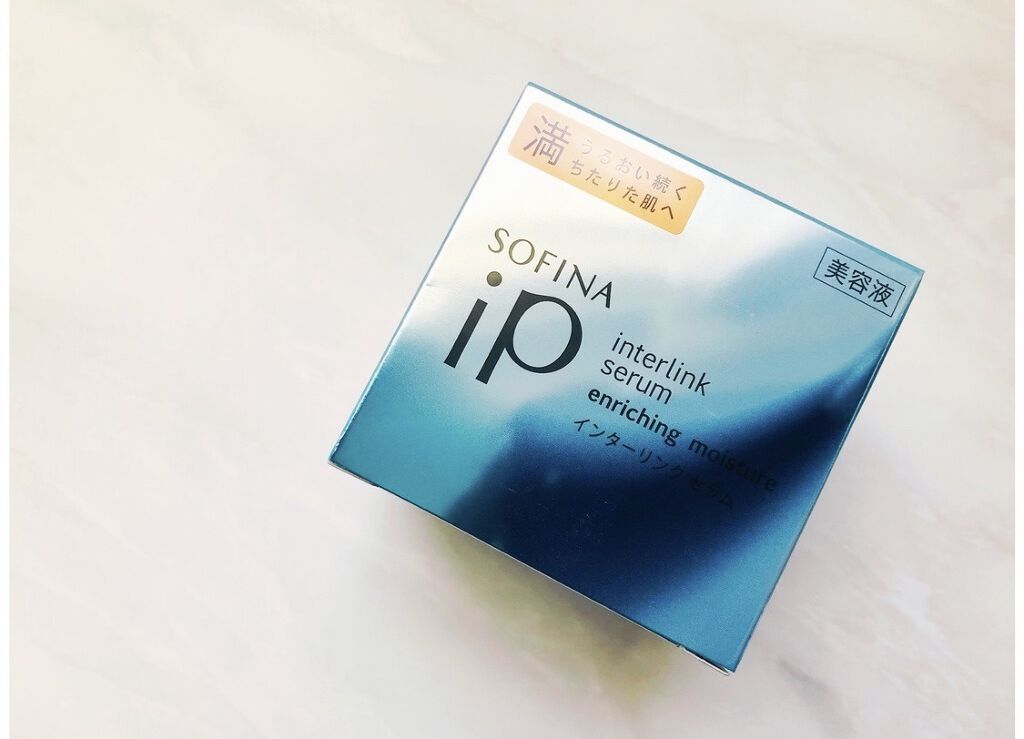 満
うるおい続く
ちたりた肌へ
美容液
SOFINA
ip
interlink
serum
enriching moisture
インターリンク セラム